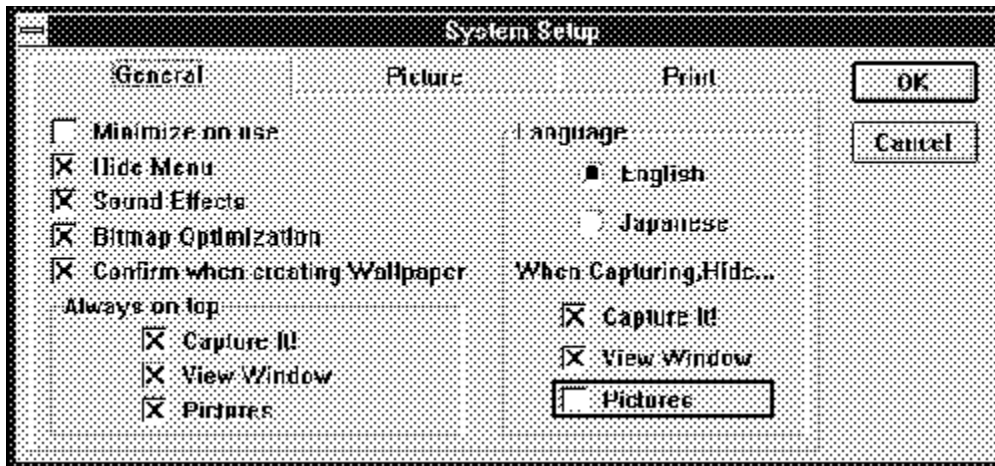 System Setup
General Picture Print
OK
Cancel
Minimize on use
Hide Menu
Sound Effects
Bitmap Optimization
Confirm when creating Wallpaper
Always on top
Capture It!
View Window
Pictures
Language
English
Japanese
When Capturing,Hide...
Capture It!
View Window
Pictures